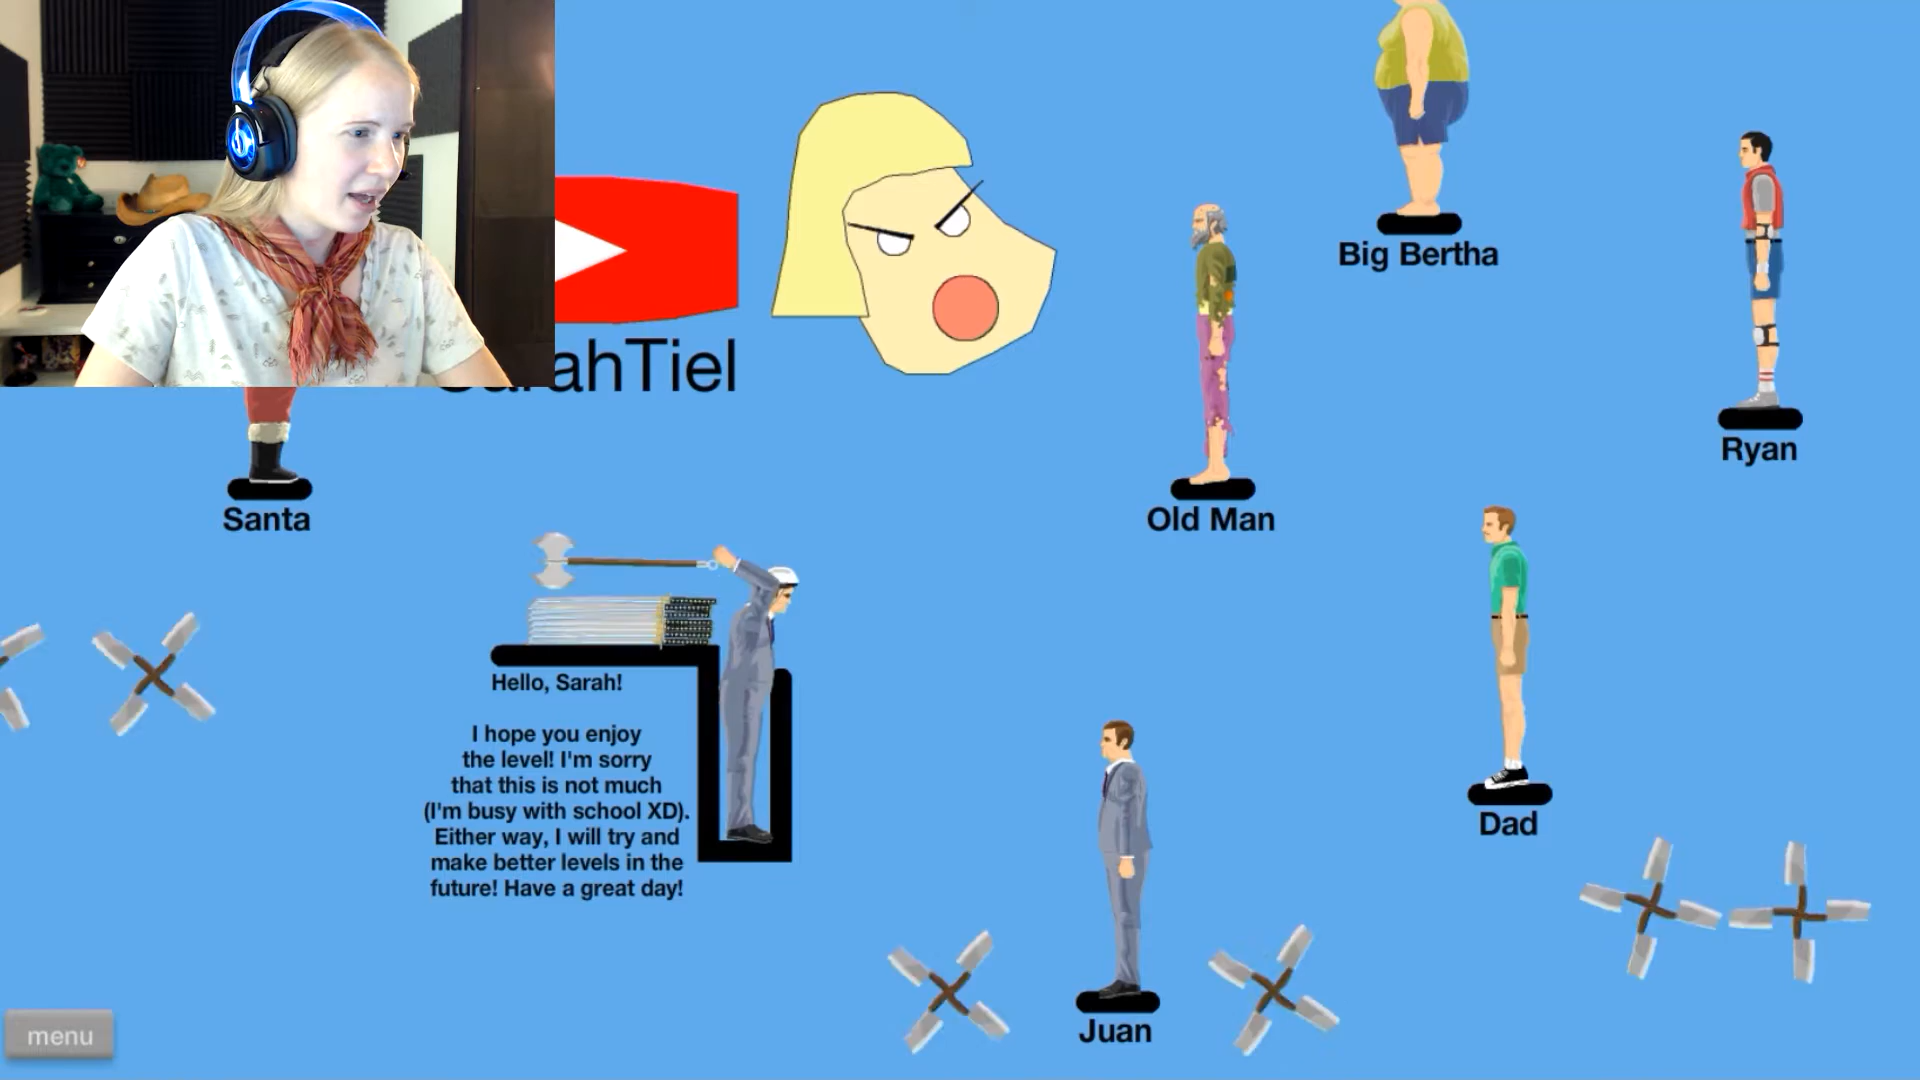 Big Bertha
ahTiel
Ryan
Santa
Old Man
Hello, Sarah!
I hope you enjoy
the level! I'm sorry
that this is not much
(I'm busy with school XD).
Either way, I will try and
make better levels in the
future! Have a great day!
Dad
Juan
menu